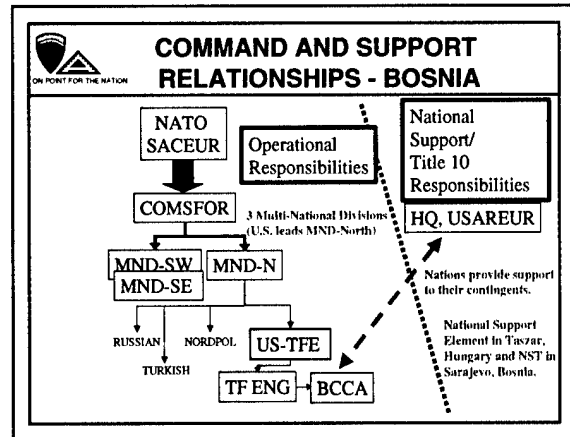 COMMAND AND SUPPORT
RELATIONSHIPS - BOSNIA
ON POINT FOR THE NATION
NATO
SACEUR
Operational
Responsibilities
National
Support/
Title 10
Responsibilities
COMSFOR
HQ, USAREUR
3 Multi-National Divisions
(U.S. leads MND-North)
MND-SW
MND-SE
MND-N
Nations provide support
to their contingents.
RUSSIAN
TURKISH
NORDPOL
US-TFE
National Support
Element in Taszar,
Hungary and NST in
Sarajevo, Bosnia.
TF ENG
BCCA